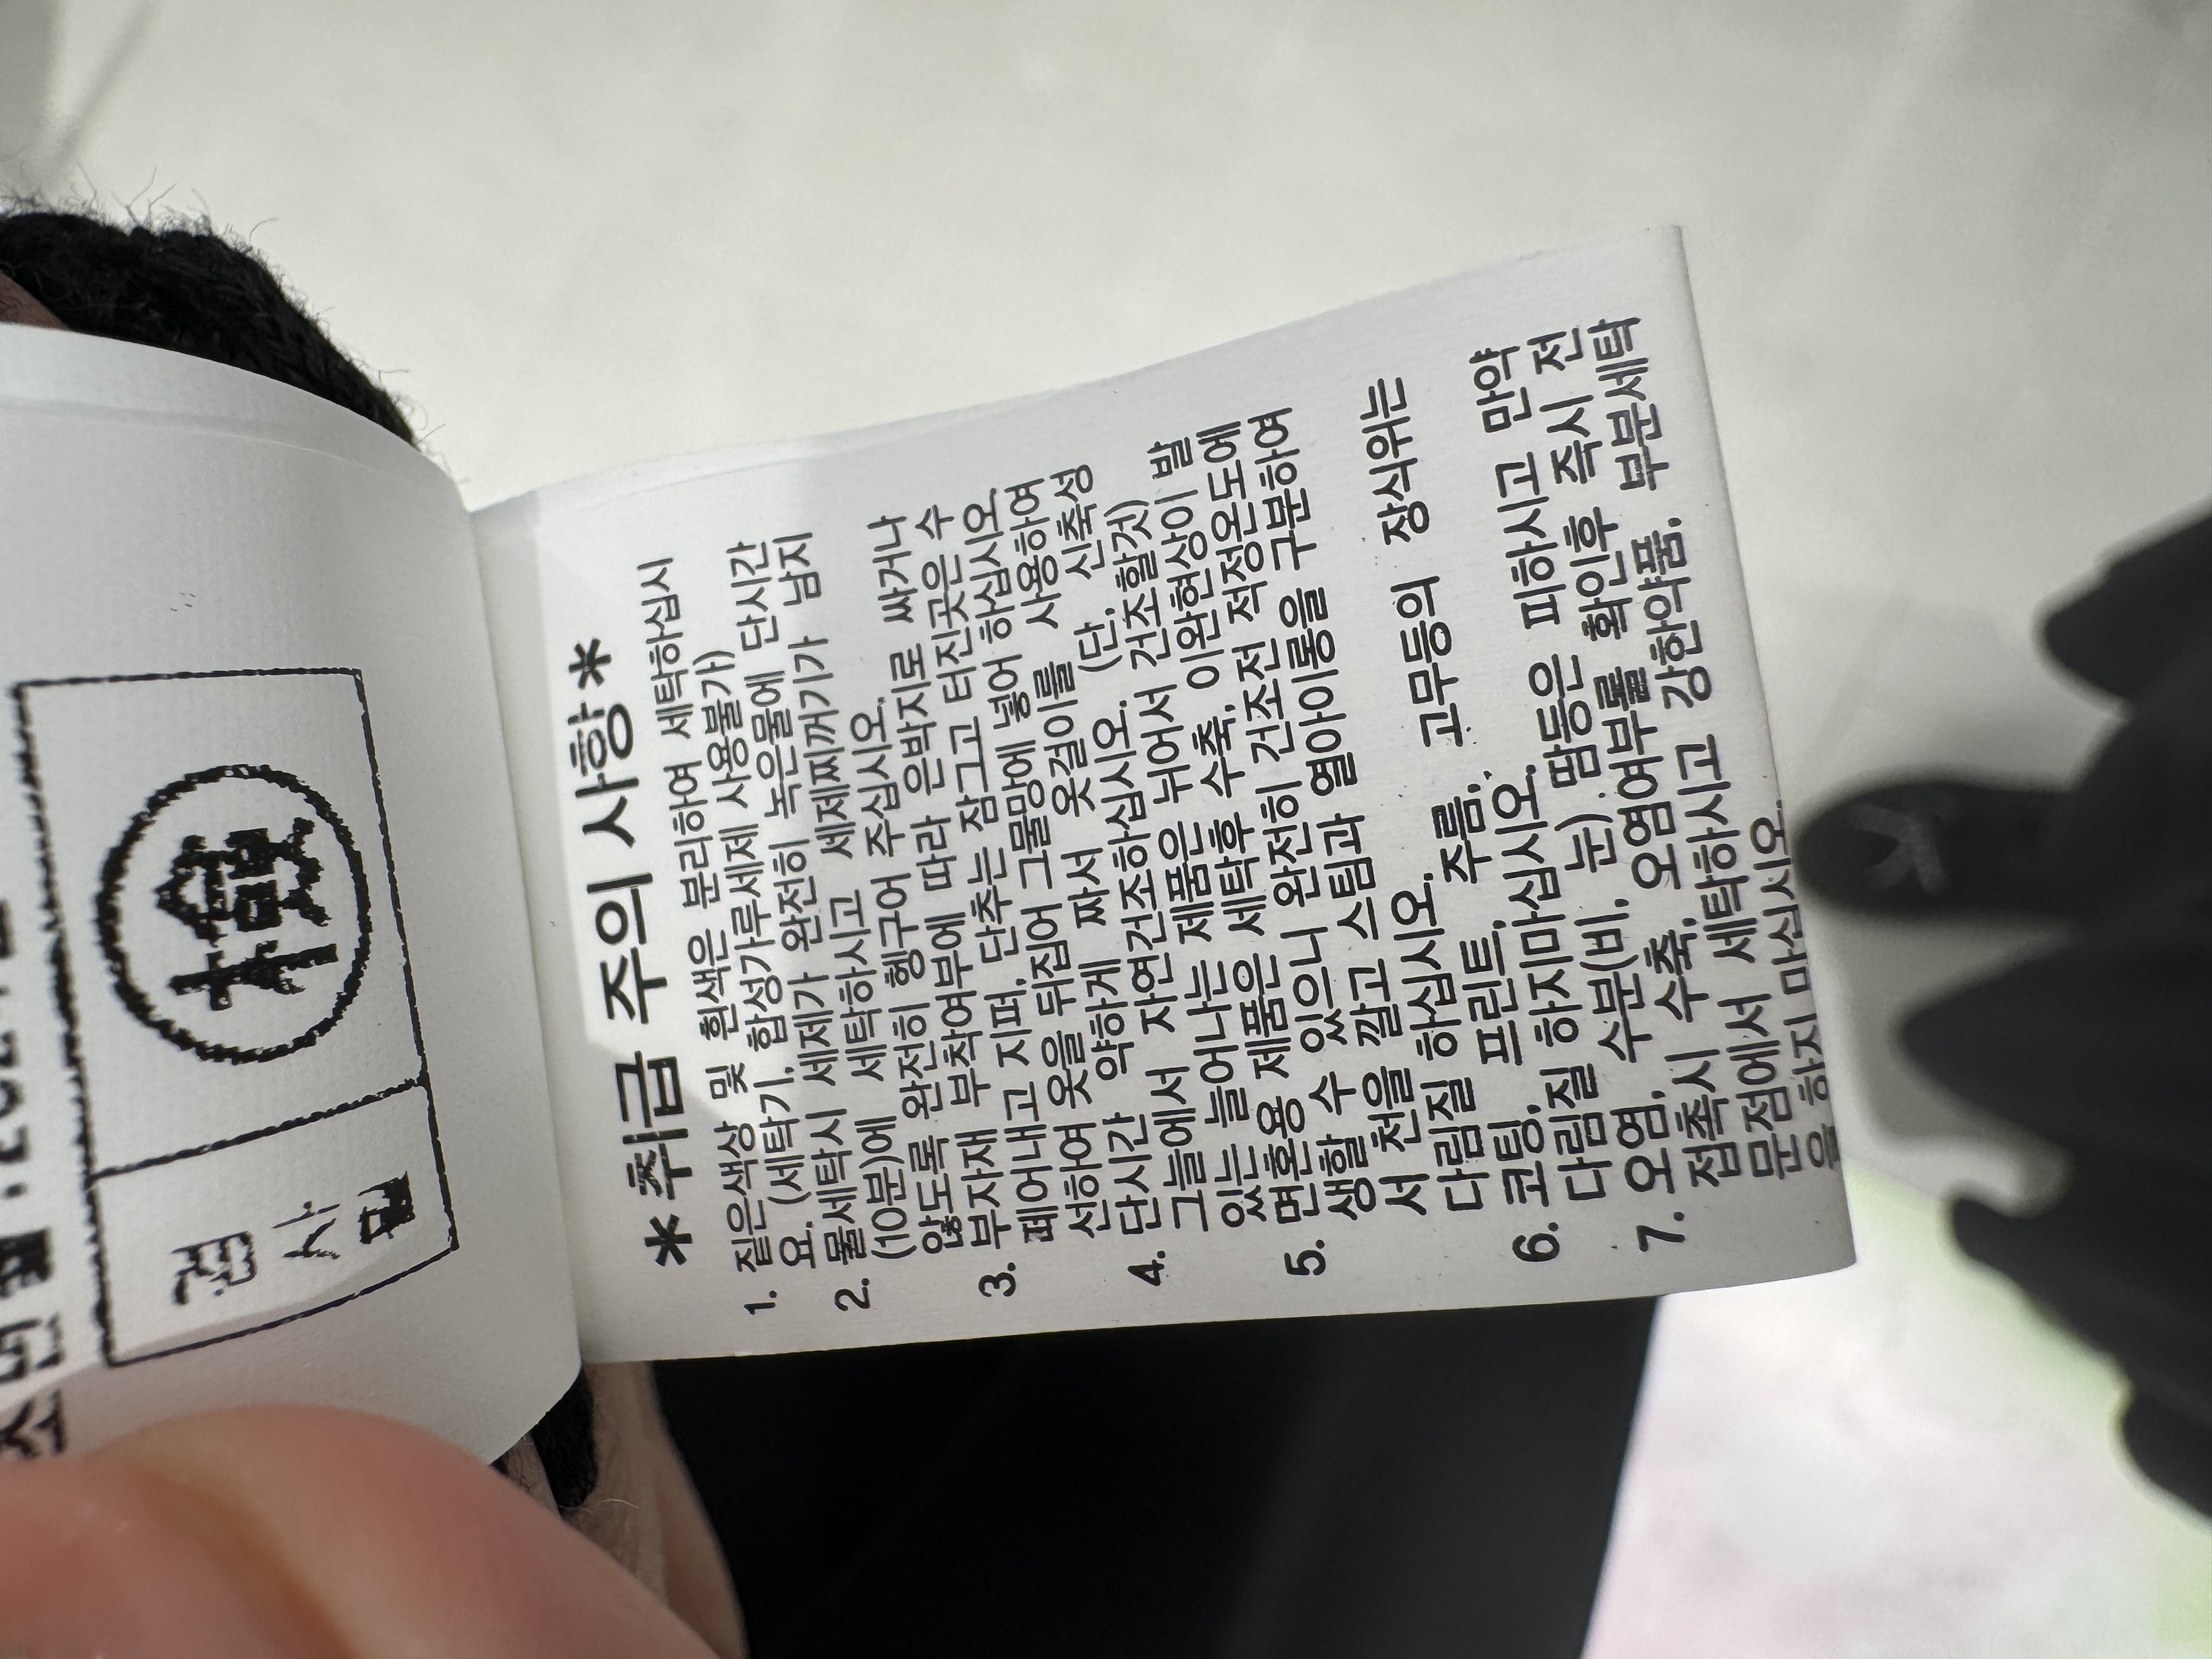 검사필
檢
*취급 주의 사항*
1. 짙은색상 및 흰색은 분리하여 세탁하십시
요. (세탁기, 합성가루세제 사용불가)
2. 물세탁시 세제가 완전히 녹은물에 단시간
(10분)에 세탁하시고 세제찌꺼기가 남지
않도록 완전히 헹구어 주십시오.
3. 부자재 부착여부에 따라 은박지로 싸거나
떼어내고 지퍼, 단추는 잠그고 터진곳은 수
선하여 옷을 뒤집어 그물망에 넣어 하십시오.
4. 단시간 약하게 짜서 옷걸이를 사용하여
그늘에서 자연건조하십시오. (단, 신축성
있는 늘어나는 제품은 뉘어서 건조할것)
5. 면혼용 제품은 세탁후 수축, 이완현상이 발
생할 수 있으니 완전히 건조전 적정온도에
서 천을 깔고 스팀과 열아이롱을 구분하여
다림질 하십시오.
6. 코팅, 프린트, 주름, 고무등의 장식위는
다림질 하지마십시오.
7. 오염, 수분(비, 눈) 땀등은 피하시고 만약
접촉시 수축, 오염여부를 확인후 즉시 전
문점에서 세탁하시고 강한약품, 부분세탁
을 하지 마십시오.